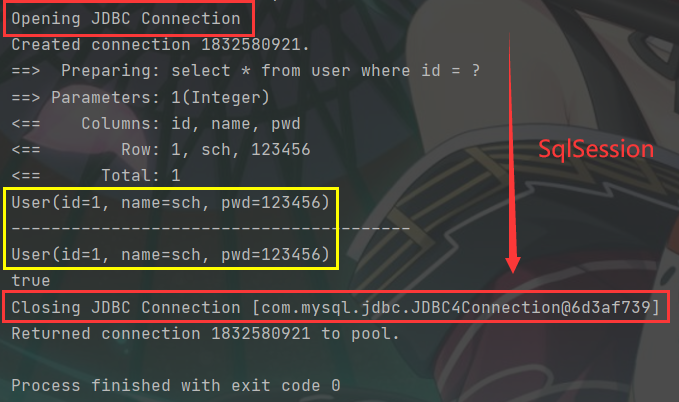 Opening JDBC Connection
Created connection 1832580921.
==>  Preparing: select * from user where id = ?
==> Parameters: 1(Integer)
<==    Columns: id, name, pwd
<==        Row: 1, sch, 123456
<==      Total: 1
SqlSession
User(id=1, name=sch, pwd=123456)
----------------------------------------
User(id=1, name=sch, pwd=123456)
true
Closing JDBC Connection [com.mysql.jdbc.JDBC4Connection@6d3af739]
Returned connection 1832580921 to pool.
Process finished with exit code 0